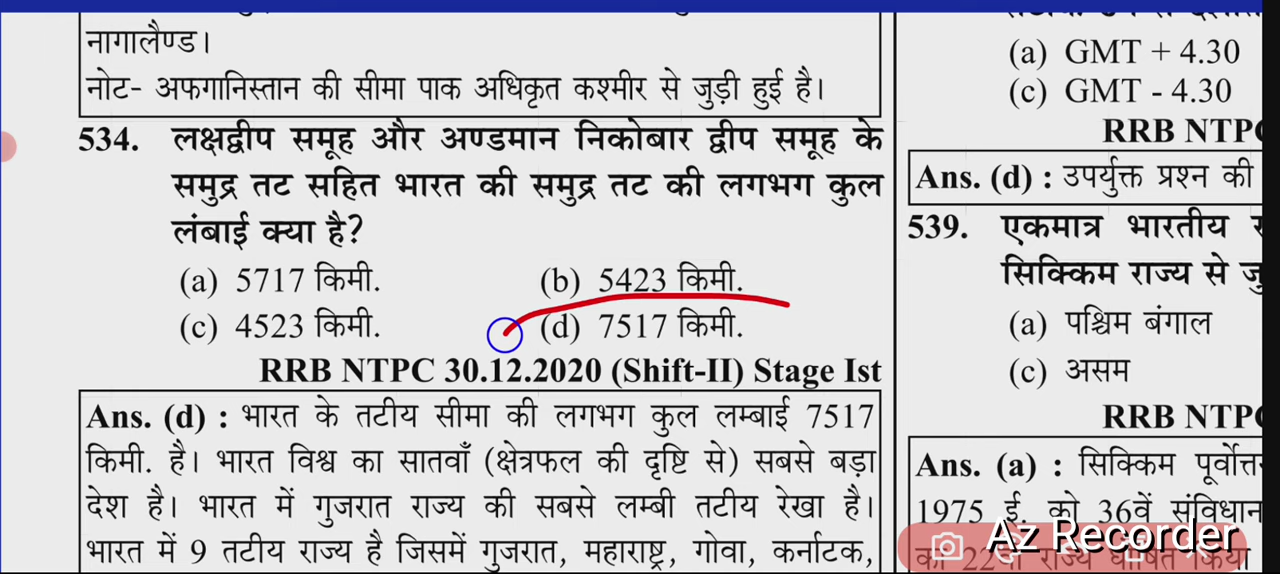 नागालैण्ड।
नोट- अफगानिस्तान की सीमा पाक अधिकृत कश्मीर से जुड़ी हुई है।
534. लक्षद्वीप समूह और अण्डमान निकोबार द्वीप समूह के
समुद्र तट सहित भारत की समुद्र तट की लगभग कुल
लंबाई क्या है?
(a) 5717 किमी. (b) 5423 किमी.
(c) 4523 किमी. (d) 7517 किमी.
RRB NTPC 30.12.2020 (Shift-II) Stage Ist
Ans. (d) : भारत के तटीय सीमा की लगभग कुल लम्बाई 7517
किमी. है। भारत विश्व का सातवाँ (क्षेत्रफल की दृष्टि से) सबसे बड़ा
देश है। भारत में गुजरात राज्य की सबसे लम्बी तटीय रेखा है।
भारत में 9 तटीय राज्य है जिसमें गुजरात, महाराष्ट्र, गोवा, कर्नाटक,
(a) GMT + 4.30
(c) GMT - 4.30
RRB NTPC
Ans. (d) : उपर्युक्त प्रश्न की
539. एकमात्र भारतीय
सिक्किम राज्य से
(a) पश्चिम बंगाल
(c) असम
RRB NTPC
Ans. (a) : सिक्किम
1975 ई. को 36वें संविधान
Az Recorder